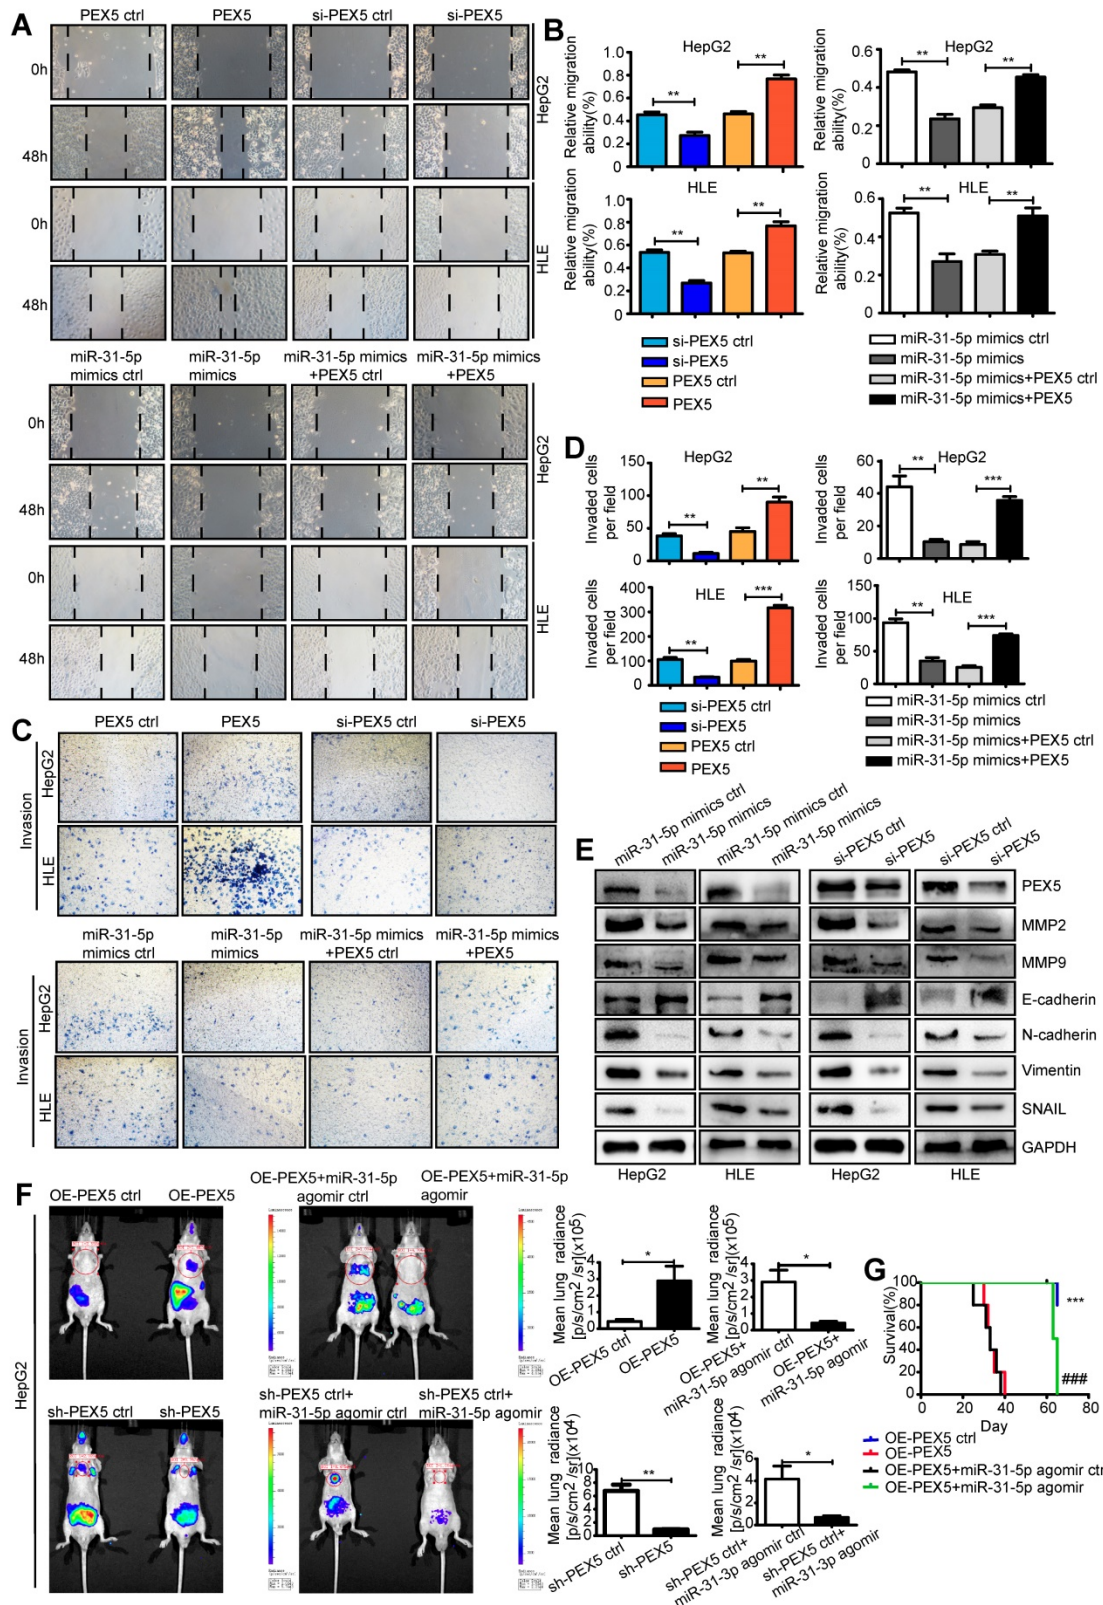 A
PEX5 ctrl PEX5 si-PEX5 ctrl si-PEX5
0h
48h
HepG2
0h
48h
HLE
miR-31-5p mimics ctrl
miR-31-5p mimics
miR-31-5p mimics +PEX5 ctrl
miR-31-5p mimics +PEX5
0h
48h
HepG2
0h
48h
HLE
B
HepG2
Relative migration ability(%)
1.0
0.8
0.6
0.4
0.2
0
**
**
HepG2
Relative migration ability(%)
0.6
0.4
0.2
0
**
**
HLE
Relative migration ability(%)
1.0
0.8
0.6
0.4
0.2
0
**
**
HLE
Relative migration ability(%)
0.6
0.4
0.2
0
**
**
si-PEX5 ctrl
si-PEX5
PEX5 ctrl
PEX5
miR-31-5p mimics ctrl
miR-31-5p mimics
miR-31-5p mimics+PEX5 ctrl
miR-31-5p mimics+PEX5
C
PEX5 ctrl PEX5 si-PEX5 ctrl si-PEX5
Invasion
HepG2
HLE
miR-31-5p mimics ctrl
miR-31-5p mimics
miR-31-5p mimics +PEX5 ctrl
miR-31-5p mimics +PEX5
Invasion
HepG2
HLE
D
HepG2
Invaded cells per field
150
100
50
0
**
**
HepG2
Invaded cells per field
60
40
20
0
**
***
HLE
Invaded cells per field
400
300
200
100
0
**
***
HLE
Invaded cells per field
150
100
50
0
**
***
si-PEX5 ctrl
si-PEX5
PEX5 ctrl
PEX5
miR-31-5p mimics ctrl
miR-31-5p mimics
miR-31-5p mimics+PEX5 ctrl
miR-31-5p mimics+PEX5
E
miR-31-5p mimics ctrl
miR-31-5p mimics
miR-31-5p mimics ctrl
miR-31-5p mimics
si-PEX5 ctrl
si-PEX5
si-PEX5 ctrl
si-PEX5
PEX5
MMP2
MMP9
E-cadherin
N-cadherin
Vimentin
SNAIL
GAPDH
HepG2 HLE HepG2 HLE
F
HepG2
OE-PEX5 ctrl OE-PEX5
OE-PEX5+miR-31-5p agomir ctrl
OE-PEX5+miR-31-5p agomir
sh-PEX5 ctrl sh-PEX5
sh-PEX5 ctrl+ miR-31-5p agomir ctrl
sh-PEX5 ctrl+ miR-31-5p agomir
Mean lung radiance [p/s/cm2 /sr](x105)
4
3
2
1
0
*
OE-PEX5 ctrl
OE-PEX5
Mean lung radiance [p/s/cm2 /sr](x105)
4
3
2
1
0
*
OE-PEX5+ miR-31-5p agomir ctrl
OE-PEX5+ miR-31-5p agomir
Mean lung radiance [p/s/cm2 /sr](x104)
8
6
4
2
0
**
sh-PEX5 ctrl
sh-PEX5
Mean lung radiance [p/s/cm2 /sr](x104)
6
4
2
0
*
sh-PEX5 ctrl+ miR-31-3p agomir ctrl
sh-PEX5 ctrl+ miR-31-3p agomir
G
Survival(%)
100
80
60
40
20
0
***
###
0 20 40 60 80
Day
OE-PEX5 ctrl
OE-PEX5
OE-PEX5+miR-31-5p agomir ctr
OE-PEX5+miR-31-5p agomir